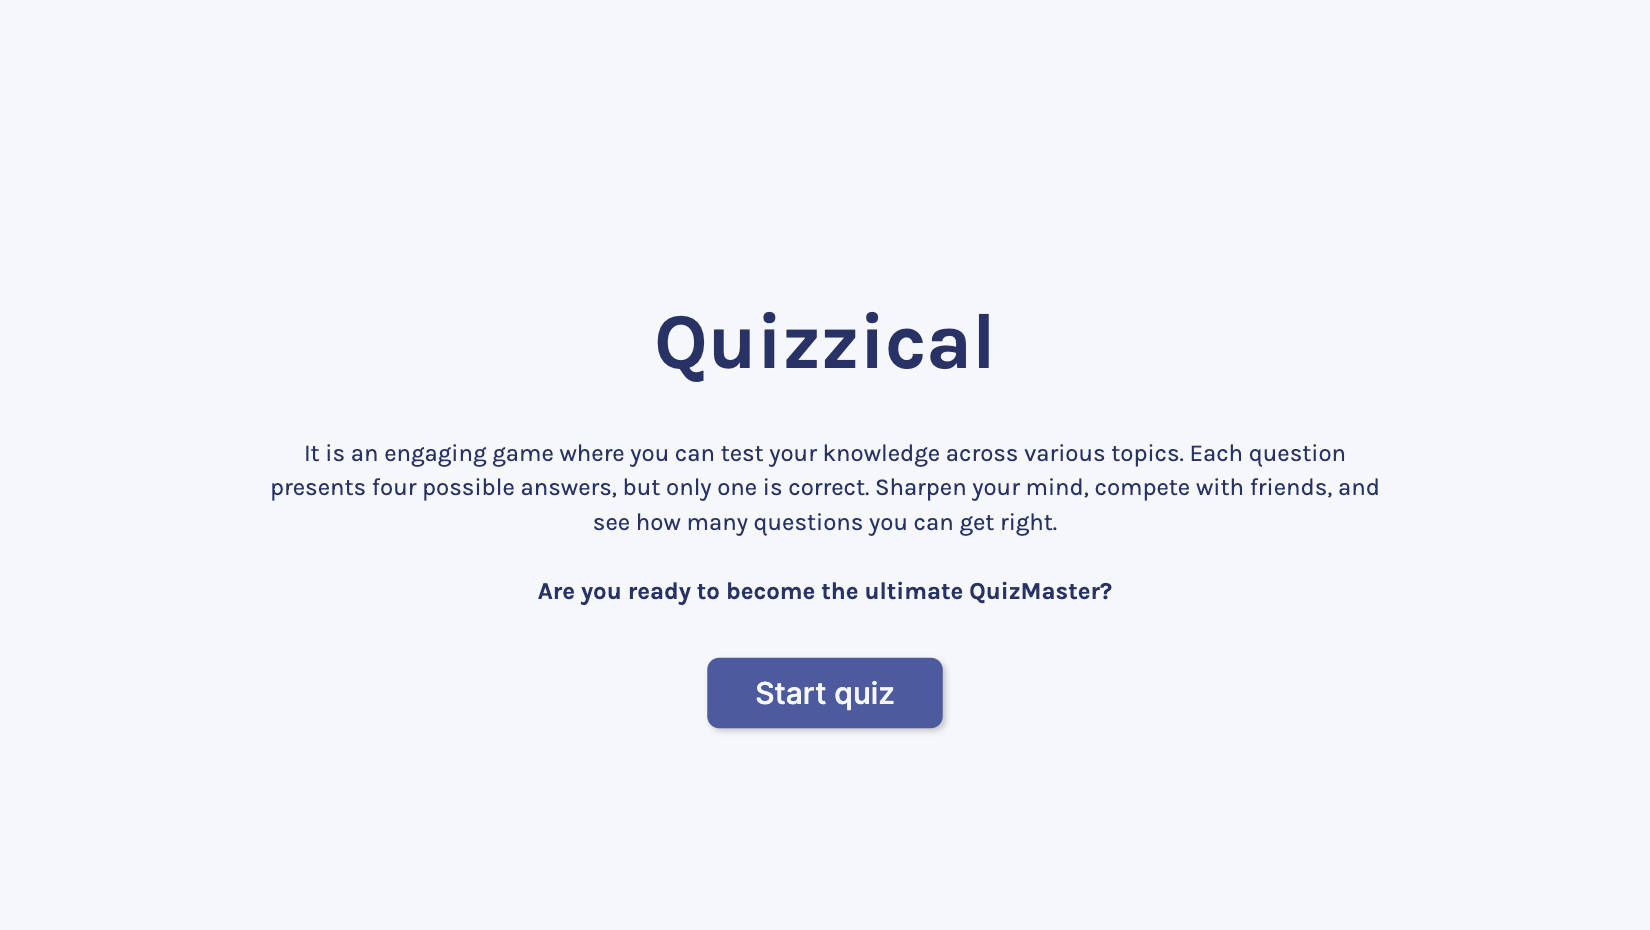 Quizzical
It is an engaging game where you can test your knowledge across various topics. Each question
presents four possible answers, but only one is correct. Sharpen your mind, compete with friends, and
see how many questions you can get right.
Are you ready to become the ultimate QuizMaster?
Start quiz